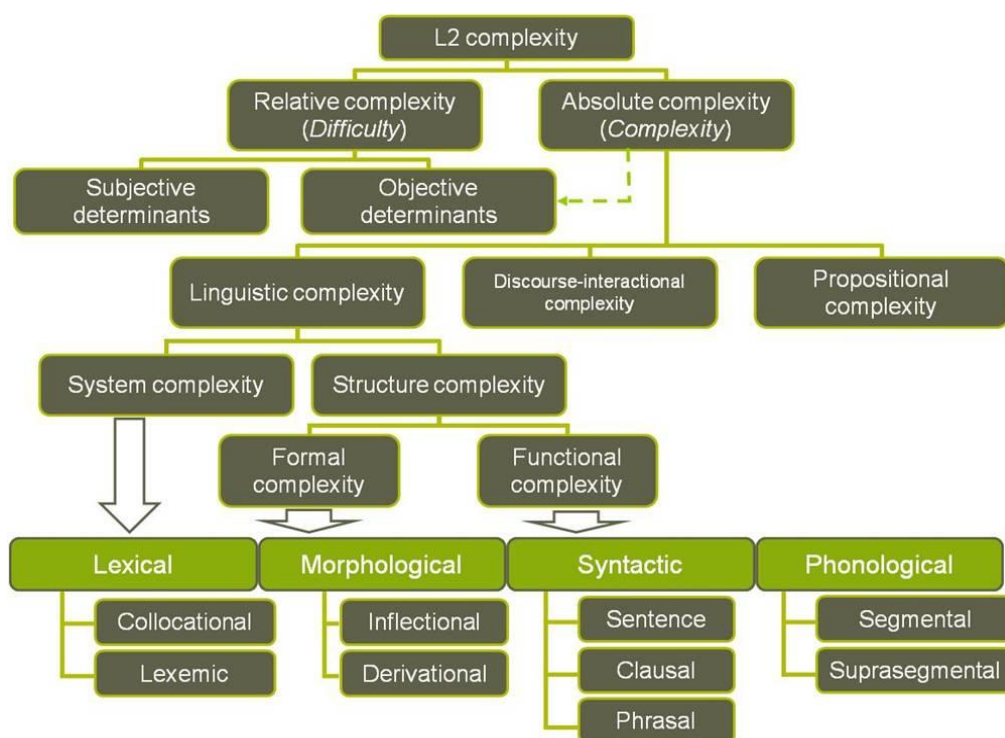 L2 complexity
Relative complexity
(Difficulty)
Absolute complexity
(Complexity)
Subjective
determinants
Objective
determinants
Linguistic complexity
Discourse-interactional
complexity
Propositional
complexity
System complexity
Structure complexity
Formal
complexity
Functional
complexity
Lexical
Morphological
Syntactic
Phonological
Collocational
Lexemic
Inflectional
Derivational
Sentence
Clausal
Phrasal
Segmental
Suprasegmental